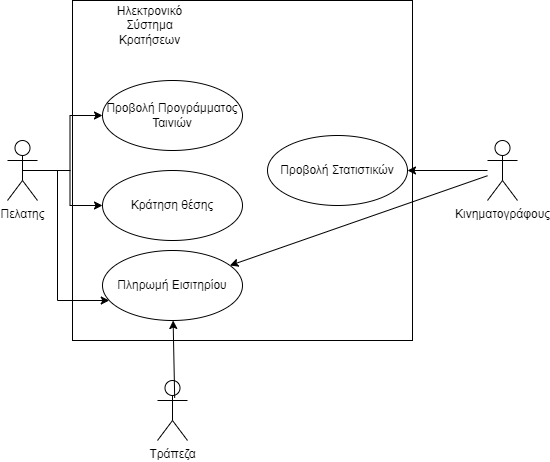 Ηλεκτρονικό
Σύστημα
Κρατήσεων
Προβολή Προγράμματος
Ταινιών
Προβολή Στατιστικών
Κράτηση θέσης
Πελατης
Κινηματογράφους
Πληρωμή Εισιτηρίου
Τράπεζα